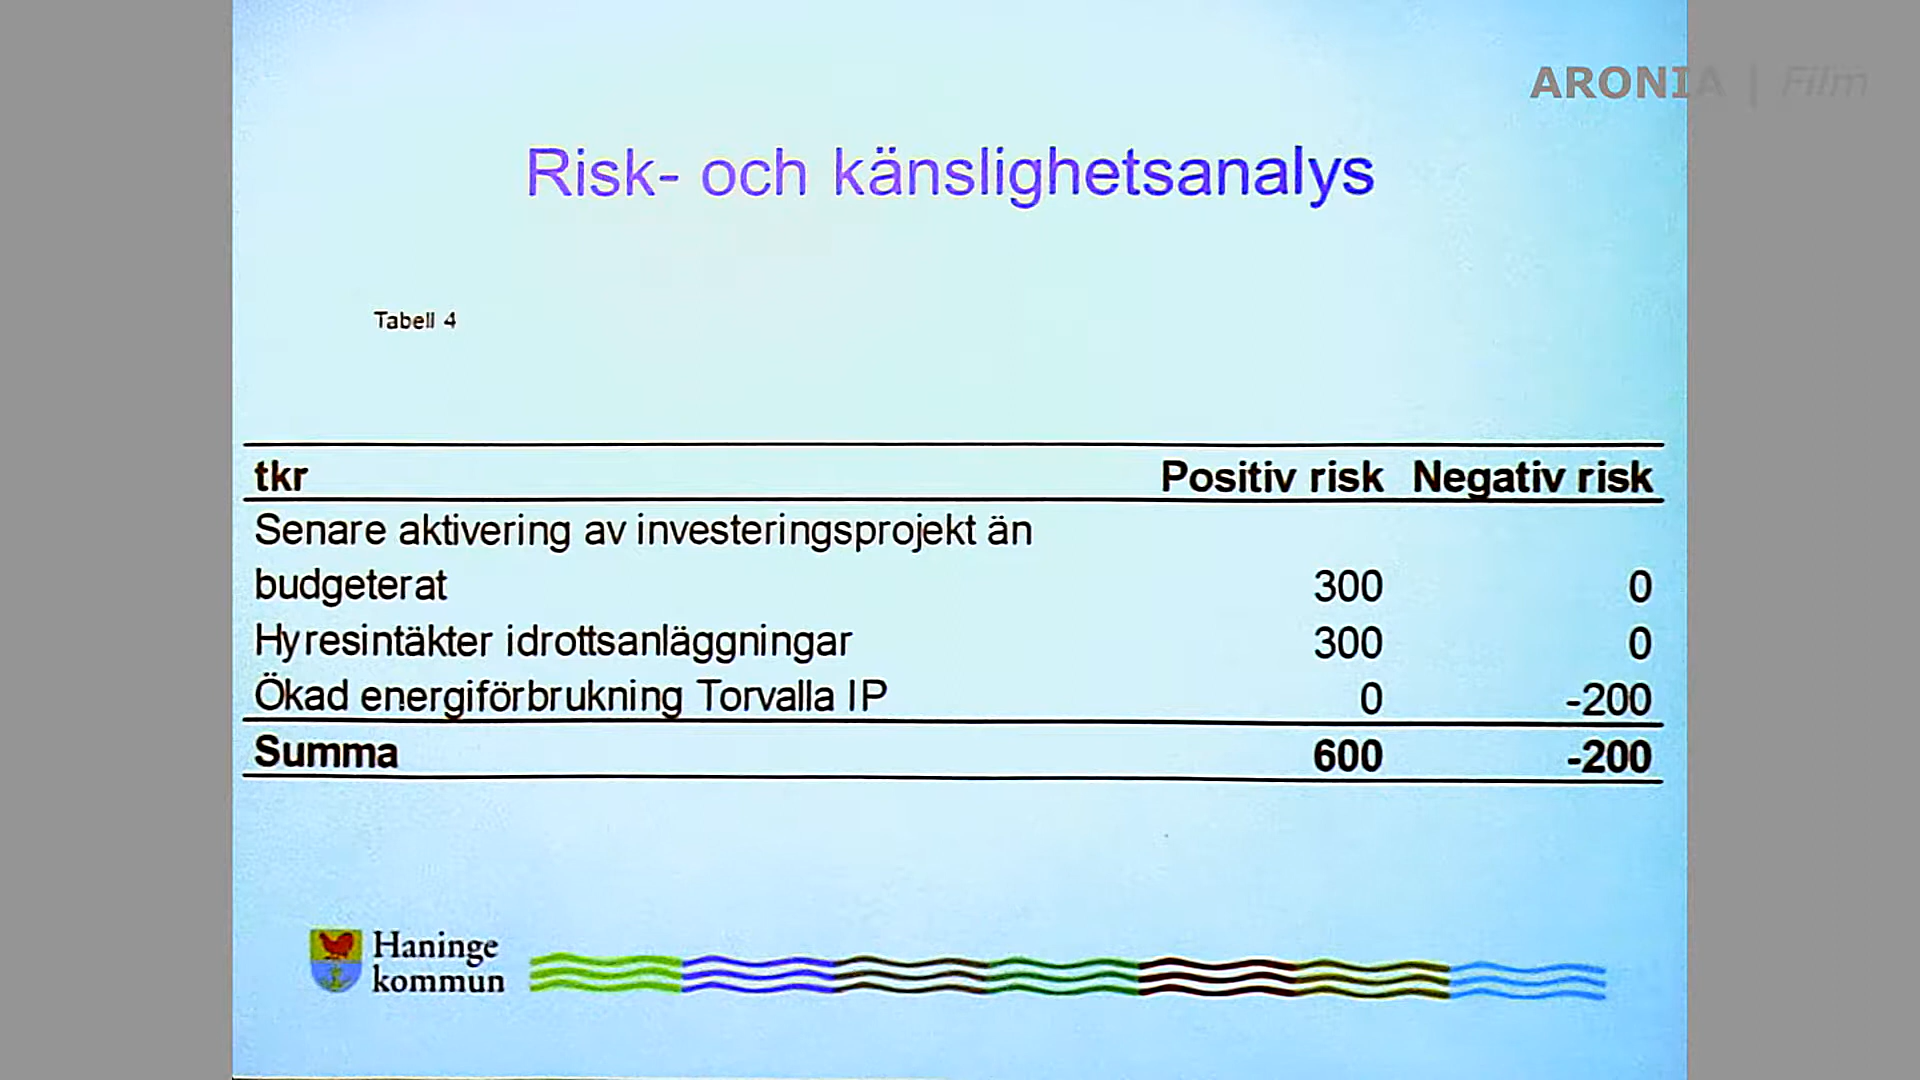 ARONIA | Film
Risk- och känslighetsanalys
Tabell 4
tkr Positiv risk Negativ risk
Senare aktivering av investeringsprojekt än
budgeterat 300 0
Hyresintäkter idrottsanläggningar 300 0
Ökad energiförbrukning Torvalla IP 0 -200
Summa 600 -200
Haninge
kommun